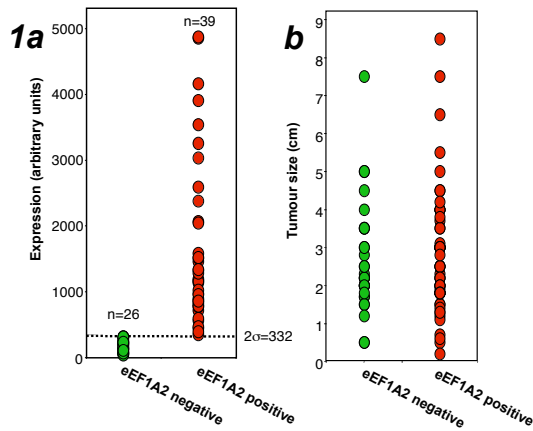 1a
n=39
5000
4000
3000
2000
1000
0
Expression (arbitrary units)
n=26
2σ=332
eEF1A2 negative
eEF1A2 positive
b
9
8
7
6
5
4
3
2
1
0
Tumour size (cm)
eEF1A2 negative
eEF1A2 positive